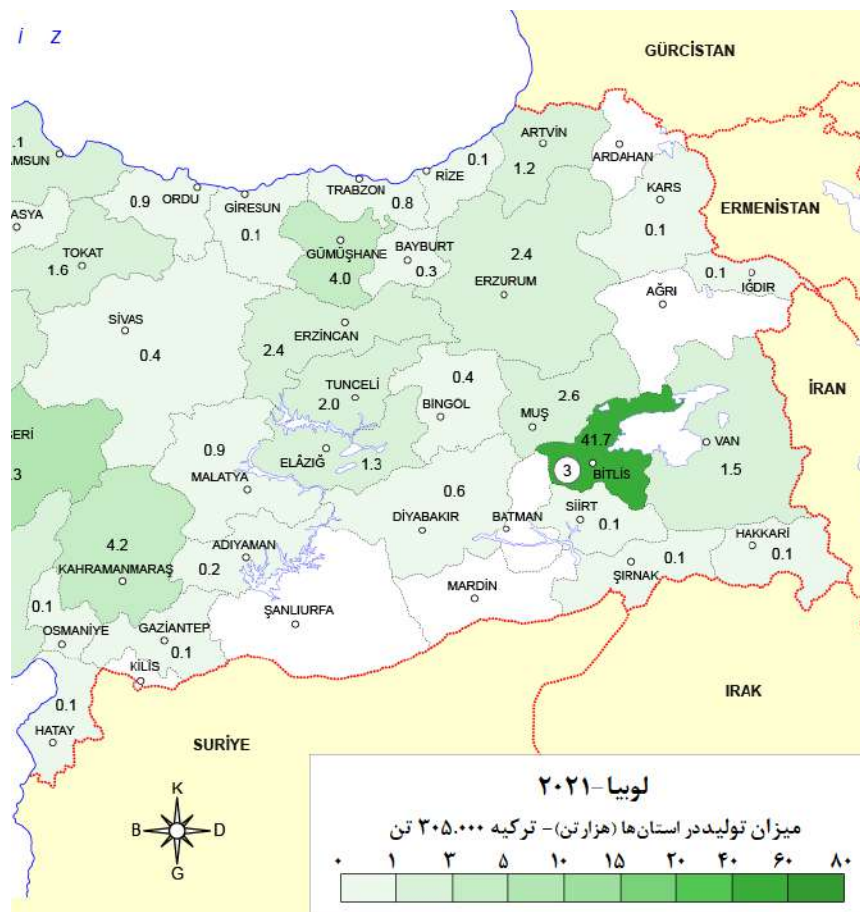 i z
GÜRCİSTAN
.1
AMSUN
0.9
ORDU
GİRESUN
0.1
TRABZON
0.8
RİZE
0.1
ARTVİN
1.2
ARDAHAN
KARS
0.1
ERMENİSTAN
ASYA
TOKAT
1.6
GÜMÜŞHANE
4.0
BAYBURT
0.3
2.4
ERZURUM
0.1
IĞDIR
AĞRI
SİVAS
0.4
ERZİNCAN
2.4
İRAN
TUNCELİ
2.0
0.4
BINGÖL
2.6
MUŞ
SERİ
3
0.9
MALATYA
ELÂZIĞ
1.3
41.7
3
BİTLİS
VAN
1.5
0.6
DİYABAKIR
BATMAN
SİİRT
0.1
4.2
KAHRAMANMARAŞ
ADIYAMAN
0.2
HAKKARİ
0.1
0.1
ŞIRNAK
MARDİN
ŞANLIURFA
0.1
OSMANİYE
GAZİANTEP
0.1
KİLİS
0.1
HATAY
SURİYE
IRAK
K
B D
G
لوبیا -۲۰۲۱
میزان تولیددر استان‌ها (هزارتن)- ترکیه ۳۰۵.۰۰۰ تن
۰ ۱ ۳ ۵ ۱۰ ۱۵ ۲۰ ۴۰ ۶۰ ۸۰